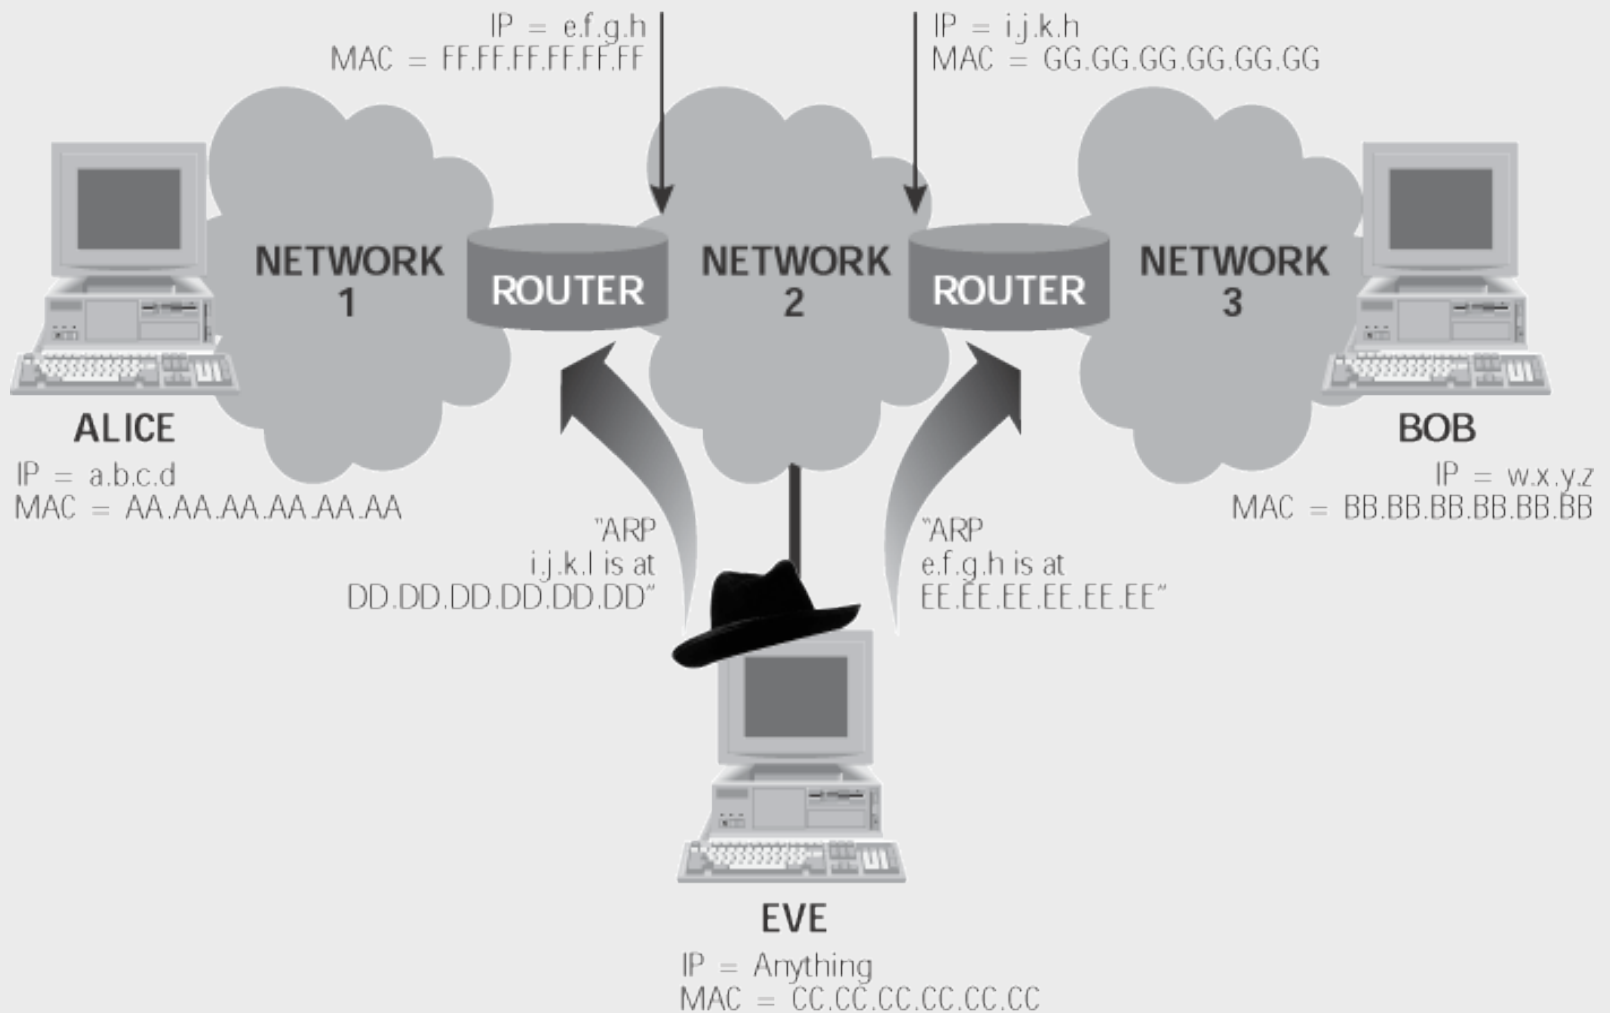 IP = e.f.g.h
MAC = FF.FF.FF.FF.FF.FF
IP = i.j.k.h
MAC = GG.GG.GG.GG.GG.GG
NETWORK
1
ROUTER
NETWORK
2
ROUTER
NETWORK
3
ALICE
IP = a.b.c.d
MAC = AA.AA.AA.AA.AA.AA
BOB
IP = w.x.y.z
MAC = BB.BB.BB.BB.BB.BB
"ARP
i.j.k.l is at
DD.DD.DD.DD.DD.DD"
"ARP
e.f.g.h is at
EE.EE.EE.EE.EE.EE"
EVE
IP = Anything
MAC = CC.CC.CC.CC.CC.CC